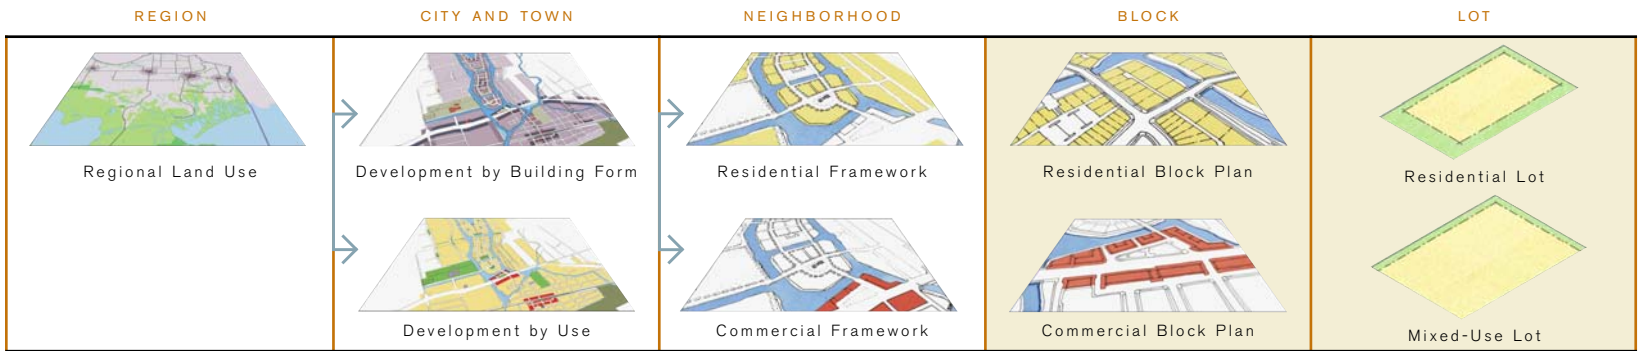 REGION
CITY AND TOWN
NEIGHBORHOOD
BLOCK
LOT
Regional Land Use
Development by Building Form
Residential Framework
Residential Block Plan
Residential Lot
Development by Use
Commercial Framework
Commercial Block Plan
Mixed-Use Lot